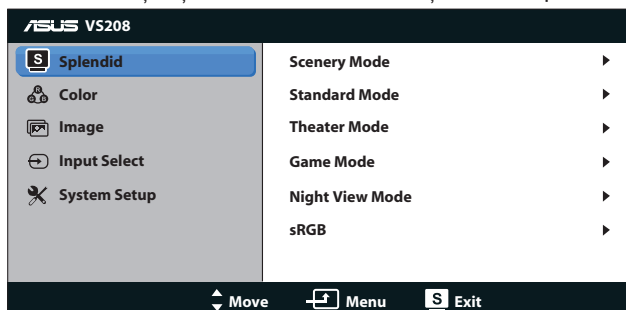 ASUS VS208
S Splendid
Color
Image
Input Select
System Setup
Scenery Mode
Standard Mode
Theater Mode
Game Mode
Night View Mode
sRGB
Move Menu S Exit